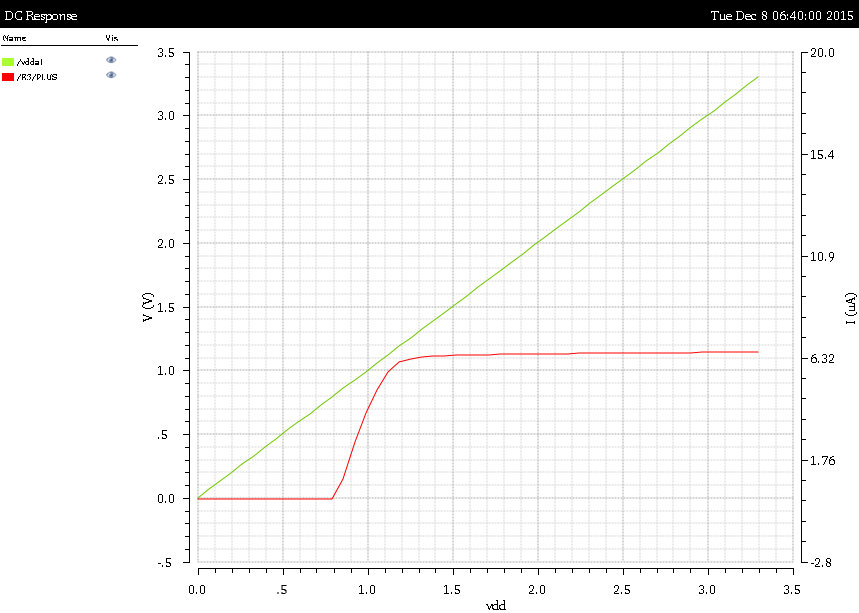 DC Response
Tue Dec 8 06:40:00 2015
Name Vis
/vdda!
/R3/PLUS
3.5
3.0
2.5
2.0
1.5
1.0
.5
0.0
-.5
V (V)
20.0
15.4
10.9
6.32
1.76
-2.8
I (uA)
0.0 .5 1.0 1.5 2.0 2.5 3.0 3.5
vdd